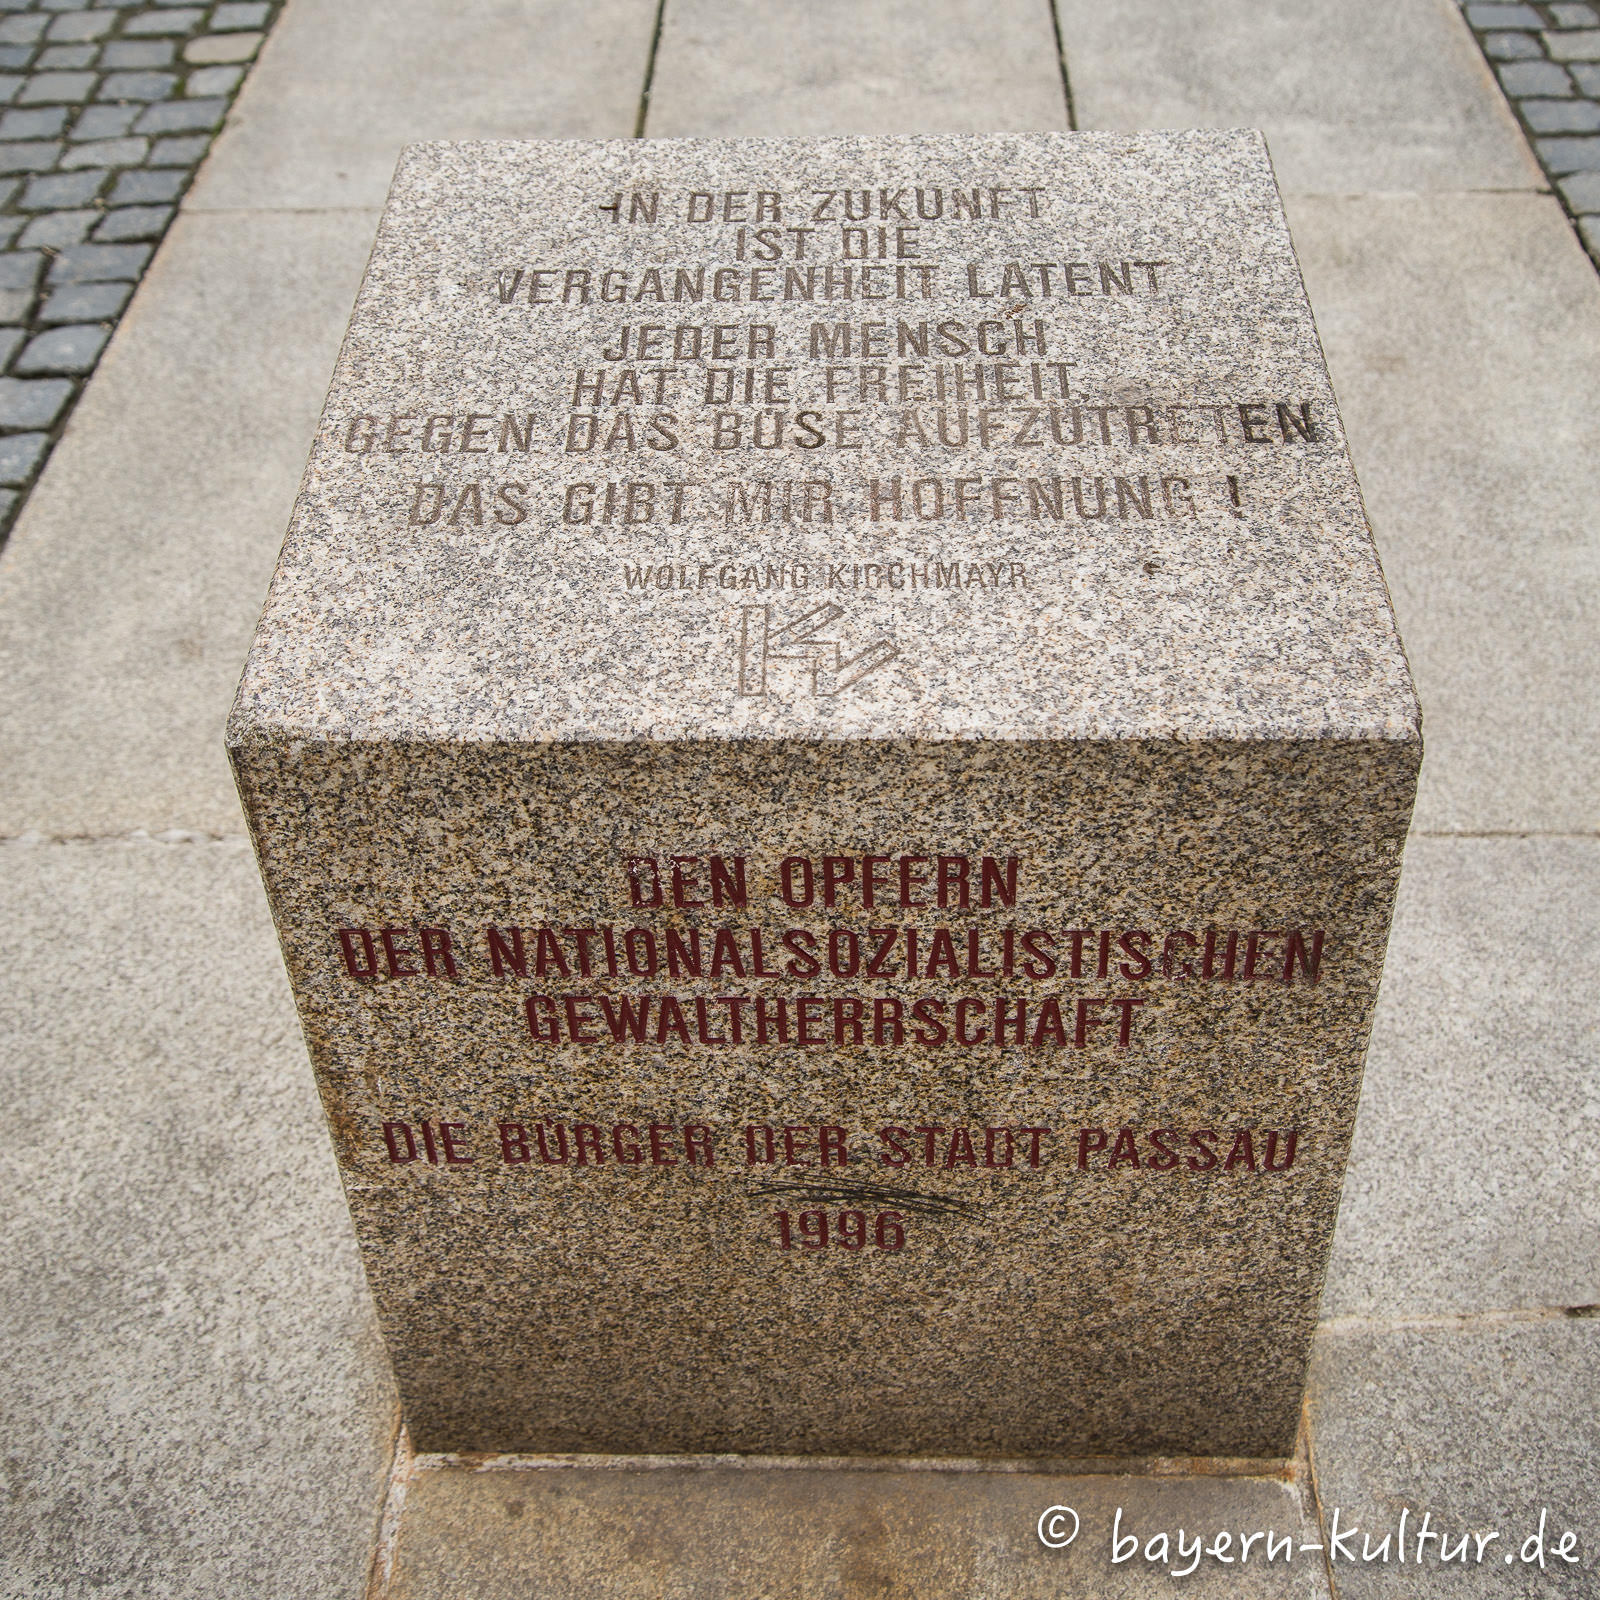 IN DER ZUKUNFT
IST DIE
VERGANGENHEIT LATENT
JEDER MENSCH
HAT DIE FREIHEIT,
GEGEN DAS BÖSE AUFZUTRETEN
DAS GIBT MIR HOFFNUNG !
WOLFGANG KIRCHMAYR
DEN OPFERN
DER NATIONALSOZIALISTISCHEN
GEWALTHERRSCHAFT
DIE BÜRGER DER STADT PASSAU
1996
© bayern-kultur.de